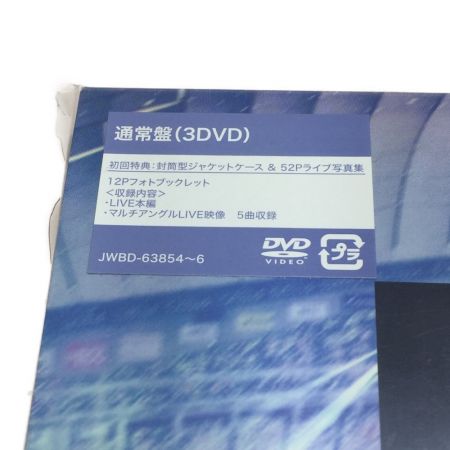 通常盤(3DVD)
初回特典:封筒型ジャケットケース & 52Pライブ写真集
12Pフォトブックレット
<収録内容>
・LIVE本編
・マルチアングルLIVE映像 5曲収録
JWBD-63854~6
DVD
VIDEO
プラ